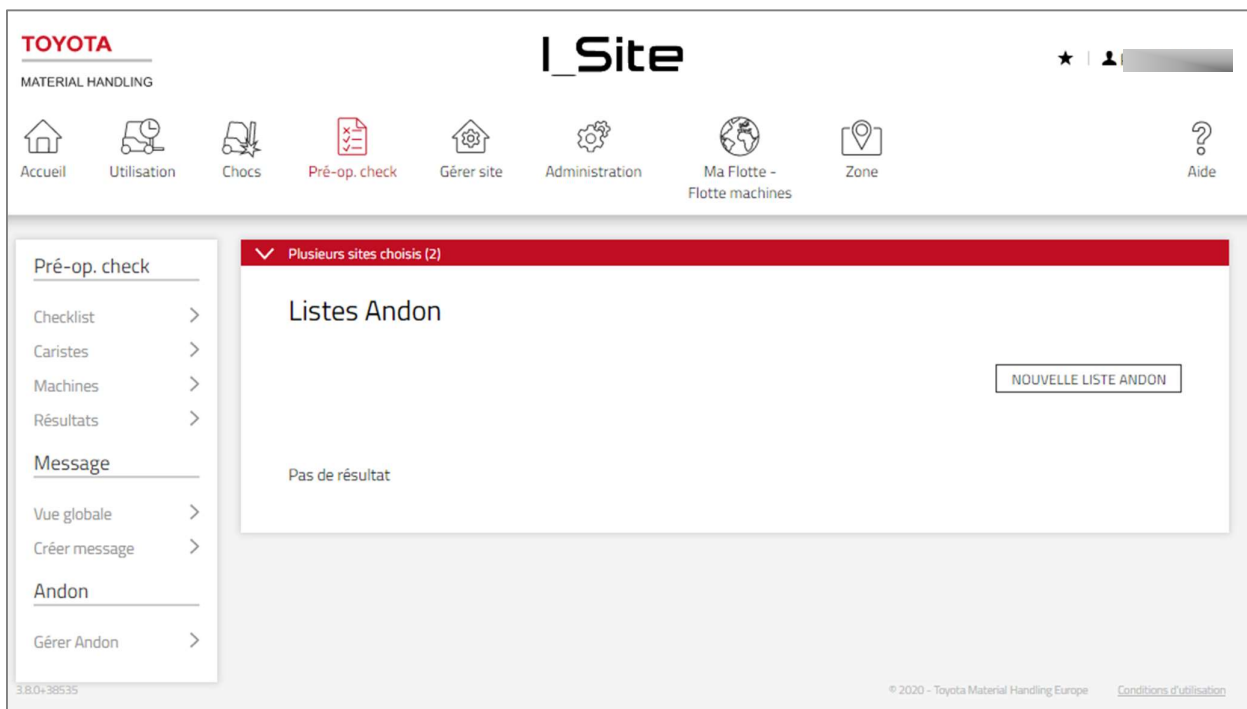 TOYOTA
MATERIAL HANDLING
I_Site
Accueil
Utilisation
Chocs
Pré-op. check
Gérer site
Administration
Ma Flotte -
Flotte machines
Zone
Aide
Pré-op. check
Checklist
Caristes
Machines
Résultats
Message
Vue globale
Créer message
Andon
Gérer Andon
Plusieurs sites choisis (2)
Listes Andon
NOUVELLE LISTE ANDON
Pas de résultat
3.8.0+38535
© 2020 - Toyota Material Handling Europe
Conditions d'utilisation